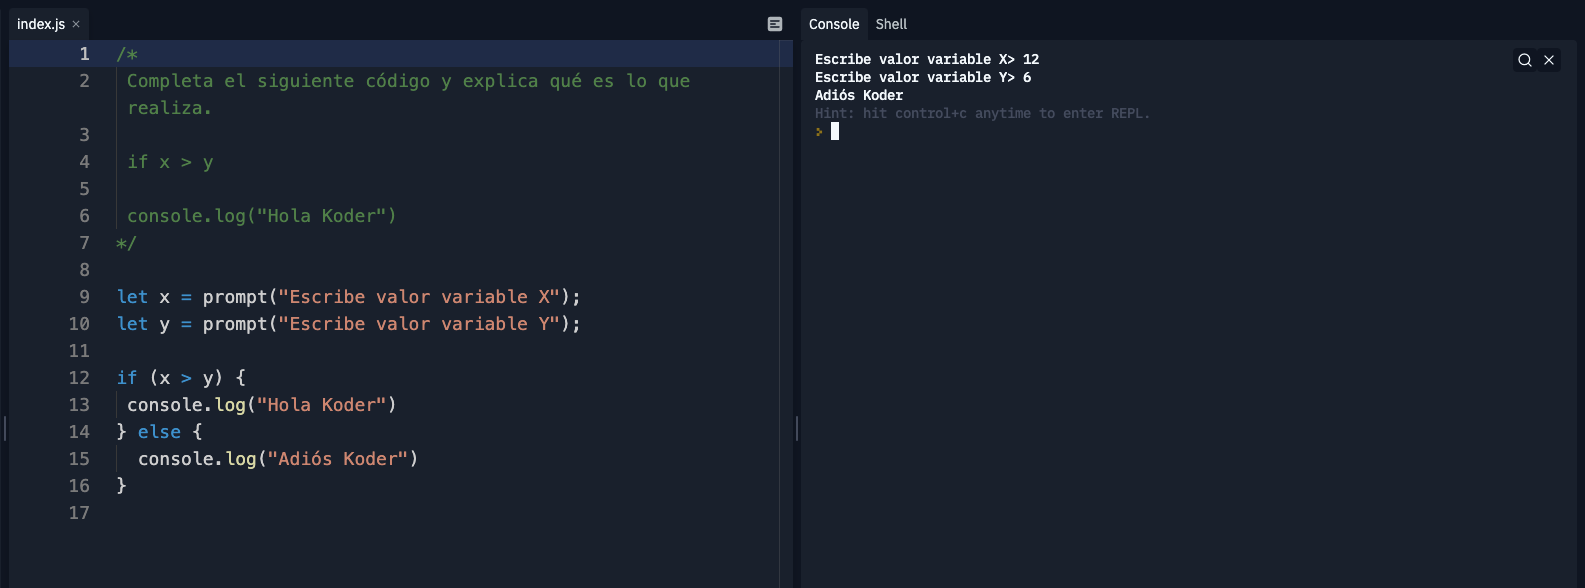 index.js ×
1 /*
2 Completa el siguiente código y explica qué es lo que
realiza.
3
4 if x > y
5
6 console.log("Hola Koder")
7 */
8
9 let x = prompt("Escribe valor variable X");
10 let y = prompt("Escribe valor variable Y");
11
12 if (x > y) {
13 console.log("Hola Koder")
14 } else {
15 console.log("Adiós Koder")
16 }
17
Console Shell
Escribe valor variable X> 12
Escribe valor variable Y> 6
Adiós Koder
Hint: hit control+c anytime to enter REPL.
>